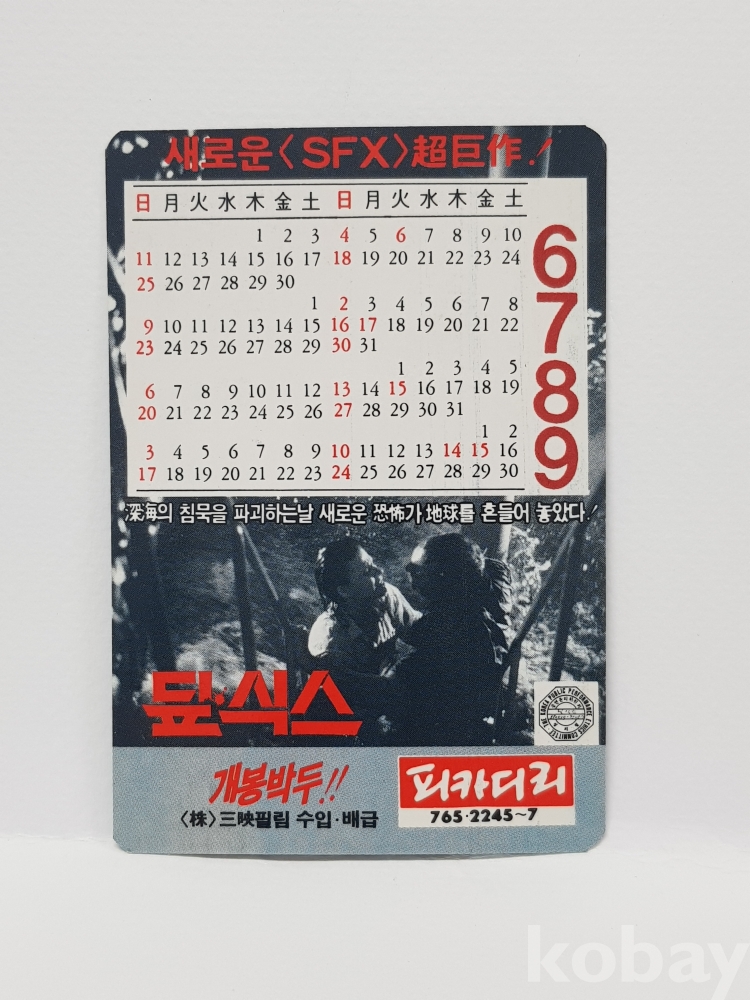 새로운〈SFX〉超巨作!
日 月 火 水 木 金 土 日 月 火 水 木 金 土
1 2 3 4 5 6 7 8 9 10
11 12 13 14 15 16 17 18 19 20 21 22 23 24
25 26 27 28 29 30
6
1 2 3 4 5 6 7 8
9 10 11 12 13 14 15 16 17 18 19 20 21 22
23 24 25 26 27 28 29 30 31
7
1 2 3 4 5
6 7 8 9 10 11 12 13 14 15 16 17 18 19
20 21 22 23 24 25 26 27 28 29 30 31
8
1 2
3 4 5 6 7 8 9 10 11 12 13 14 15 16
17 18 19 20 21 22 23 24 25 26 27 28 29 30
9
深海의 침묵을 파괴하는날 새로운 恐怖가 地球를 흔들어 놓았다!
딮·식스
THE KOREA PUBLIC PERFORMANCE ETHICS COMMITTEE
개봉박두!!
〈株〉三映필림 수입·배급
피카디리
765·2245~7
kobay